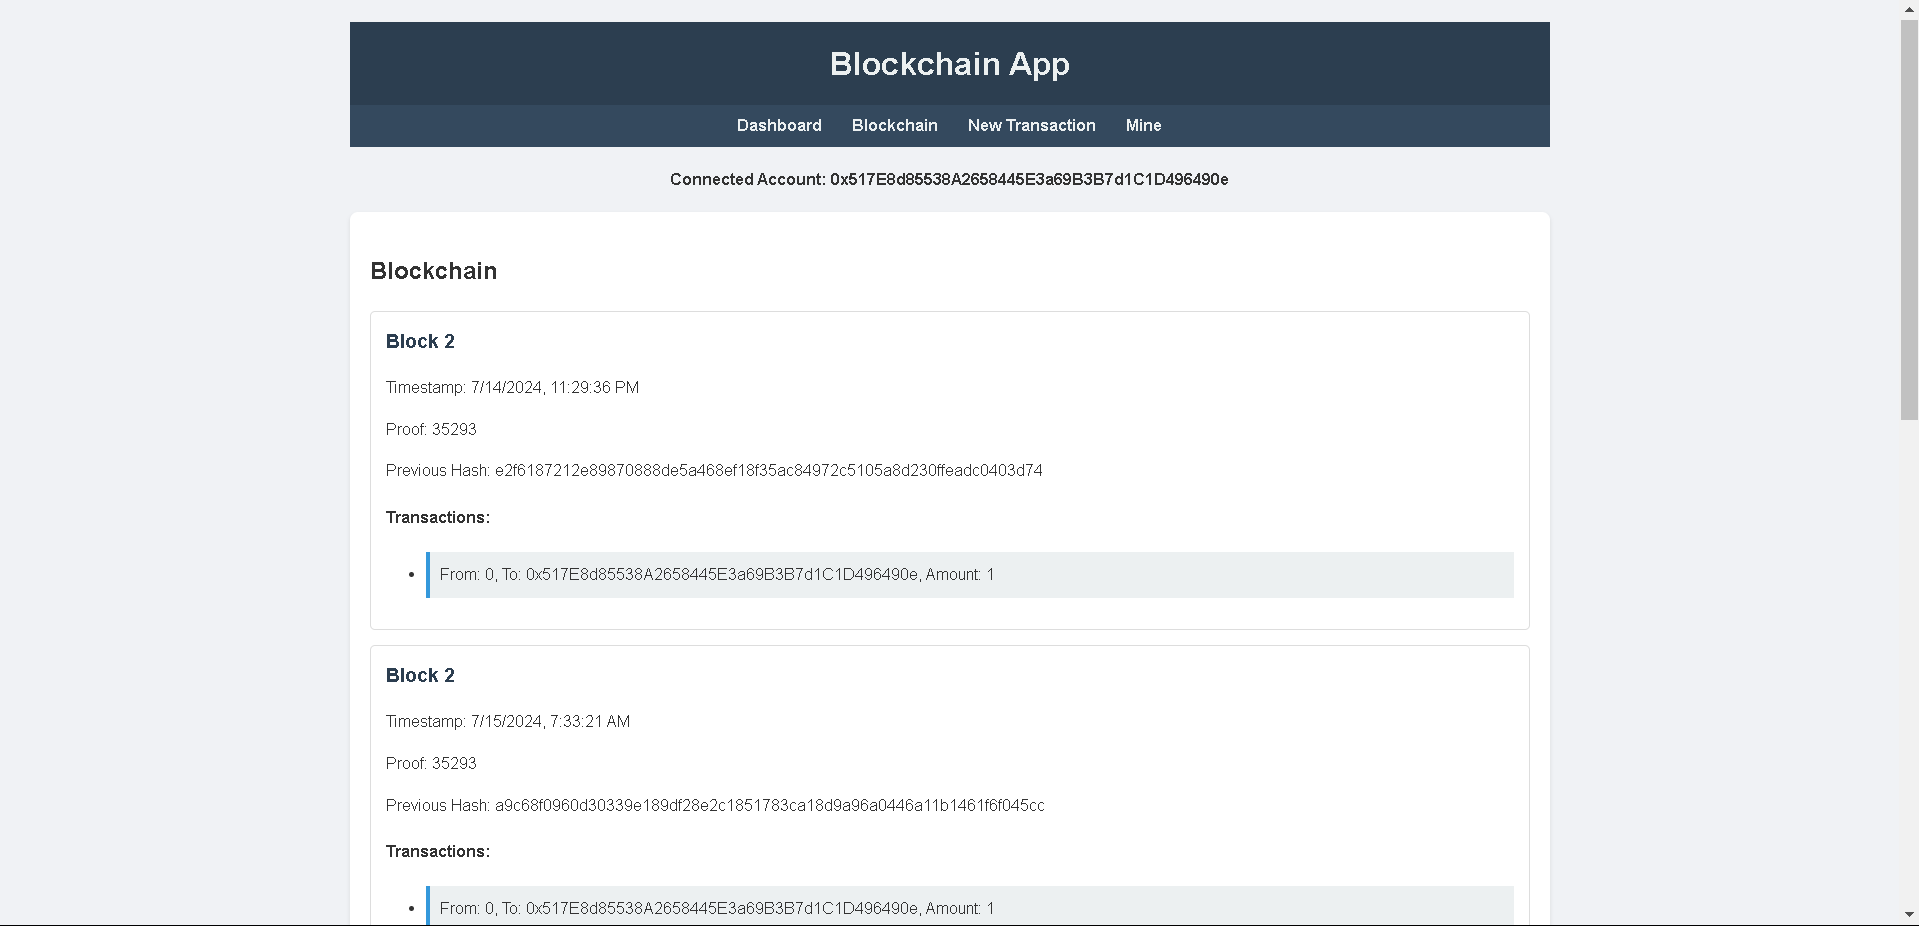 Blockchain App
Dashboard Blockchain New Transaction Mine
Connected Account: 0x517E8d85538A2658445E3a69B3B7d1C1D496490e
Blockchain
Block 2
Timestamp: 7/14/2024, 11:29:36 PM
Proof: 35293
Previous Hash: e2f6187212e89870888de5a468ef18f35ac84972c5105a8d230ffeadc0403d74
Transactions:
From: 0, To: 0x517E8d85538A2658445E3a69B3B7d1C1D496490e, Amount: 1
Block 2
Timestamp: 7/15/2024, 7:33:21 AM
Proof: 35293
Previous Hash: a9c68f0960d30339e189df28e2c1851783ca18d9a96a0446a11b1461f6f045cc
Transactions:
From: 0, To: 0x517E8d85538A2658445E3a69B3B7d1C1D496490e, Amount: 1